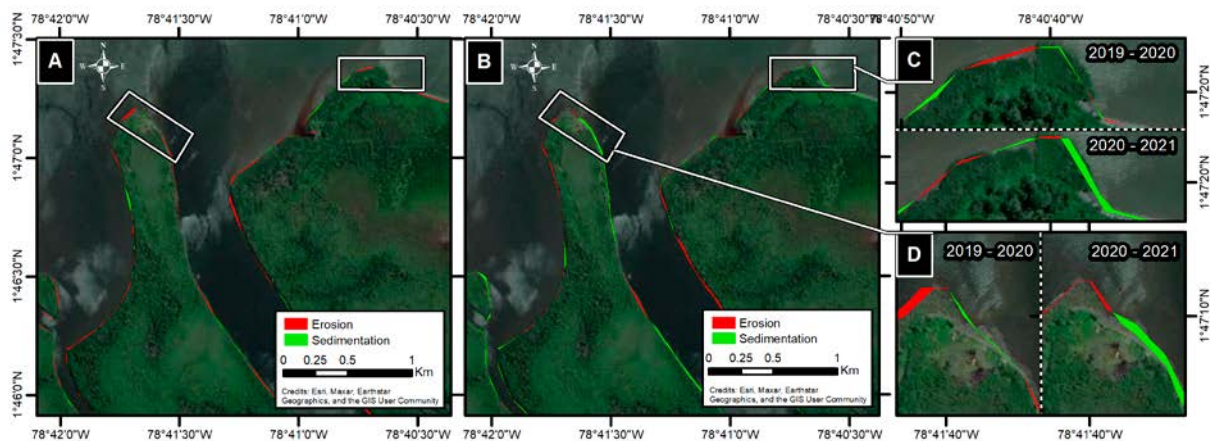 78°42'0"W 78°41'30"W 78°41'0"W 78°40'30"W 78°42'0"W 78°41'30"W 78°41'0"W 78°40'30"W 78°40'50"W 78°40'40"W
1°47'30"N
A
N
W E
S
B
N
W E
S
C
2019 - 2020
1°47'20"N
2020 - 2021
1°47'20"N
1°47'0"N
1°46'30"N
D
2019 - 2020
2020 - 2021
1°47'10"N
Erosion
Sedimentation
0 0.25 0.5 1
Km
Credits: Esri, Maxar, Earthstar
Geographics, and the GIS User Community
Erosion
Sedimentation
0 0.25 0.5 1
Km
Credits: Esri, Maxar, Earthstar
Geographics, and the GIS User Community
1°46'0"N
78°42'0"W 78°41'30"W 78°41'0"W 78°40'30"W 78°42'0"W 78°41'30"W 78°41'0"W 78°40'30"W 78°41'40"W 78°41'40"W